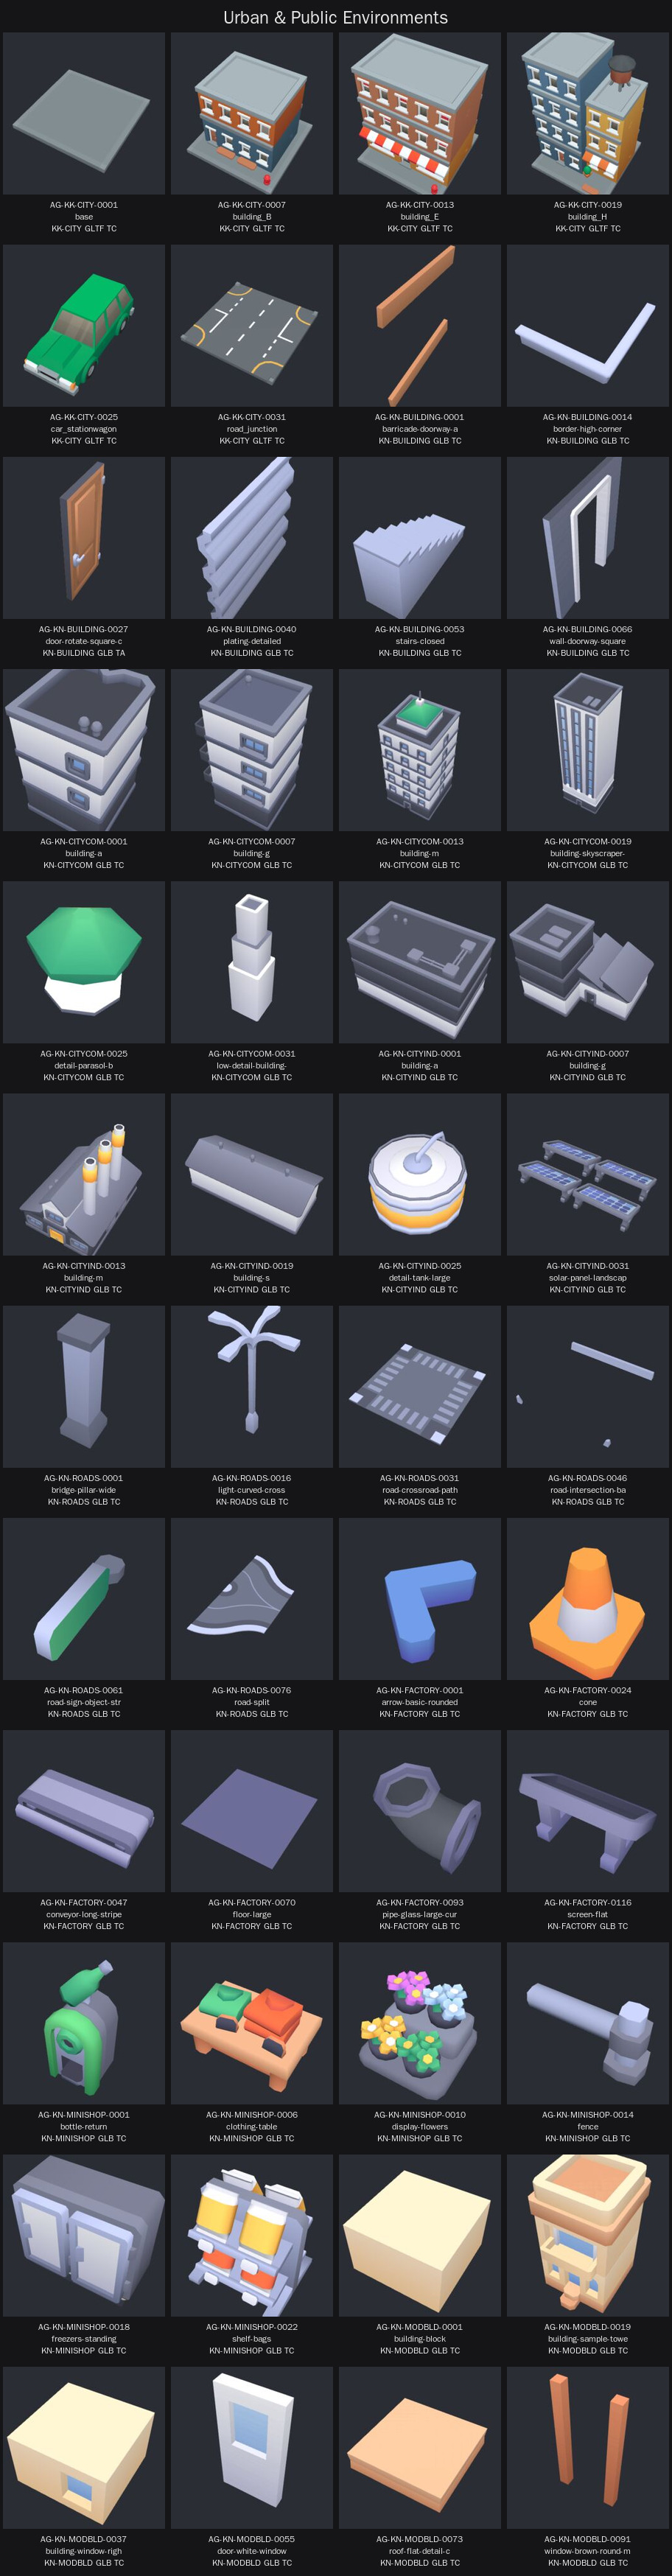 Urban & Public Environments
AG-KK-CITY-0001
base
KK-CITY GLTF TC
AG-KK-CITY-0007
building_B
KK-CITY GLTF TC
AG-KK-CITY-0013
building_E
KK-CITY GLTF TC
AG-KK-CITY-0019
building_H
KK-CITY GLTF TC
AG-KK-CITY-0025
car_stationwagon
KK-CITY GLTF TC
AG-KK-CITY-0031
road_junction
KK-CITY GLTF TC
AG-KN-BUILDING-0001
barricade-doorway-a
KN-BUILDING GLB TC
AG-KN-BUILDING-0014
border-high-corner
KN-BUILDING GLB TC
AG-KN-BUILDING-0027
door-rotate-square-c
KN-BUILDING GLB TA
AG-KN-BUILDING-0040
plating-detailed
KN-BUILDING GLB TC
AG-KN-BUILDING-0053
stairs-closed
KN-BUILDING GLB TC
AG-KN-BUILDING-0066
wall-doorway-square
KN-BUILDING GLB TC
AG-KN-CITYCOM-0001
building-a
KN-CITYCOM GLB TC
AG-KN-CITYCOM-0007
building-g
KN-CITYCOM GLB TC
AG-KN-CITYCOM-0013
building-m
KN-CITYCOM GLB TC
AG-KN-CITYCOM-0019
building-skyscraper-
KN-CITYCOM GLB TC
AG-KN-CITYCOM-0025
detail-parasol-b
KN-CITYCOM GLB TC
AG-KN-CITYCOM-0031
low-detail-building-
KN-CITYCOM GLB TC
AG-KN-CITYIND-0001
building-a
KN-CITYIND GLB TC
AG-KN-CITYIND-0007
building-g
KN-CITYIND GLB TC
AG-KN-CITYIND-0013
building-m
KN-CITYIND GLB TC
AG-KN-CITYIND-0019
building-s
KN-CITYIND GLB TC
AG-KN-CITYIND-0025
detail-tank-large
KN-CITYIND GLB TC
AG-KN-CITYIND-0031
solar-panel-landscap
KN-CITYIND GLB TC
AG-KN-ROADS-0001
bridge-pillar-wide
KN-ROADS GLB TC
AG-KN-ROADS-0016
light-curved-cross
KN-ROADS GLB TC
AG-KN-ROADS-0031
road-crossroad-path
KN-ROADS GLB TC
AG-KN-ROADS-0046
road-intersection-ba
KN-ROADS GLB TC
AG-KN-ROADS-0061
road-sign-object-str
KN-ROADS GLB TC
AG-KN-ROADS-0076
road-split
KN-ROADS GLB TC
AG-KN-FACTORY-0001
arrow-basic-rounded
KN-FACTORY GLB TC
AG-KN-FACTORY-0024
cone
KN-FACTORY GLB TC
AG-KN-FACTORY-0047
conveyor-long-stripe
KN-FACTORY GLB TC
AG-KN-FACTORY-0070
floor-large
KN-FACTORY GLB TC
AG-KN-FACTORY-0093
pipe-glass-large-cur
KN-FACTORY GLB TC
AG-KN-FACTORY-0116
screen-flat
KN-FACTORY GLB TC
AG-KN-MINISHOP-0001
bottle-return
KN-MINISHOP GLB TC
AG-KN-MINISHOP-0006
clothing-table
KN-MINISHOP GLB TC
AG-KN-MINISHOP-0010
display-flowers
KN-MINISHOP GLB TC
AG-KN-MINISHOP-0014
fence
KN-MINISHOP GLB TC
AG-KN-MINISHOP-0018
freezers-standing
KN-MINISHOP GLB TC
AG-KN-MINISHOP-0022
shelf-bags
KN-MINISHOP GLB TC
AG-KN-MODBLD-0001
building-block
KN-MODBLD GLB TC
AG-KN-MODBLD-0019
building-sample-towe
KN-MODBLD GLB TC
AG-KN-MODBLD-0037
building-window-righ
KN-MODBLD GLB TC
AG-KN-MODBLD-0055
door-white-window
KN-MODBLD GLB TC
AG-KN-MODBLD-0073
roof-flat-detail-c
KN-MODBLD GLB TC
AG-KN-MODBLD-0091
window-brown-round-m
KN-MODBLD GLB TC